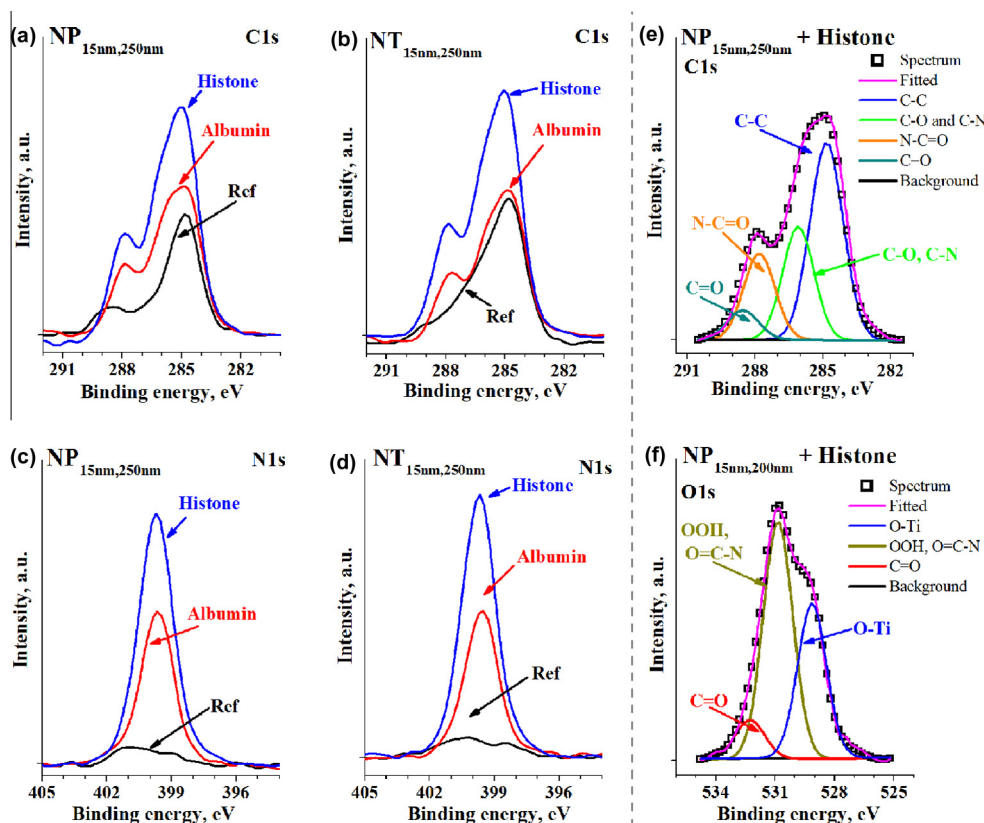 (a)
NP15nm,250nm
C1s
Histone
Albumin
Ref
Intensity, a.u.
291 288 285 282
Binding energy, eV
(b)
NT15nm,250nm
C1s
Histone
Albumin
Ref
Intensity, a.u.
291 288 285 282
Binding energy, eV
(e)
NP15nm,250nm + Histone
C1s
Spectrum
Fitted
C-C
C-O and C-N
N-C=O
C-O
Background
C-C
N-C=O
C=O
C-O, C-N
Intensity, a.u.
291 288 285 282
Binding energy, eV
(c)
NP15nm,250nm
N1s
Histone
Albumin
Ref
Intensity, a.u.
405 402 399 396
Binding energy, eV
(d)
NT15nm,250nm
N1s
Histone
Albumin
Ref
Intensity, a.u.
405 402 399 396
Binding energy, eV
(f)
NP15nm,200nm + Histone
O1s
Spectrum
Fitted
O-Ti
OOH, O=C-N
C=O
Background
OOH,
O=C-N
O-Ti
C=O
Intensity, a.u.
534 531 528 525
Binding energy, eV